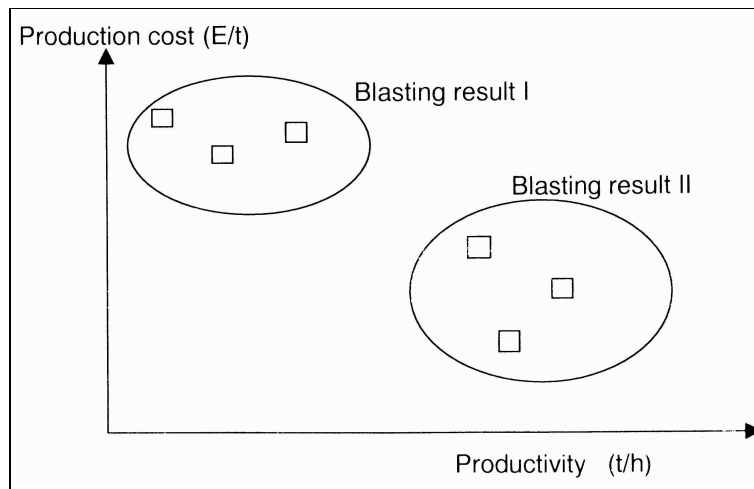 Production cost (E/t)
Blasting result I
Blasting result II
Productivity (t/h)